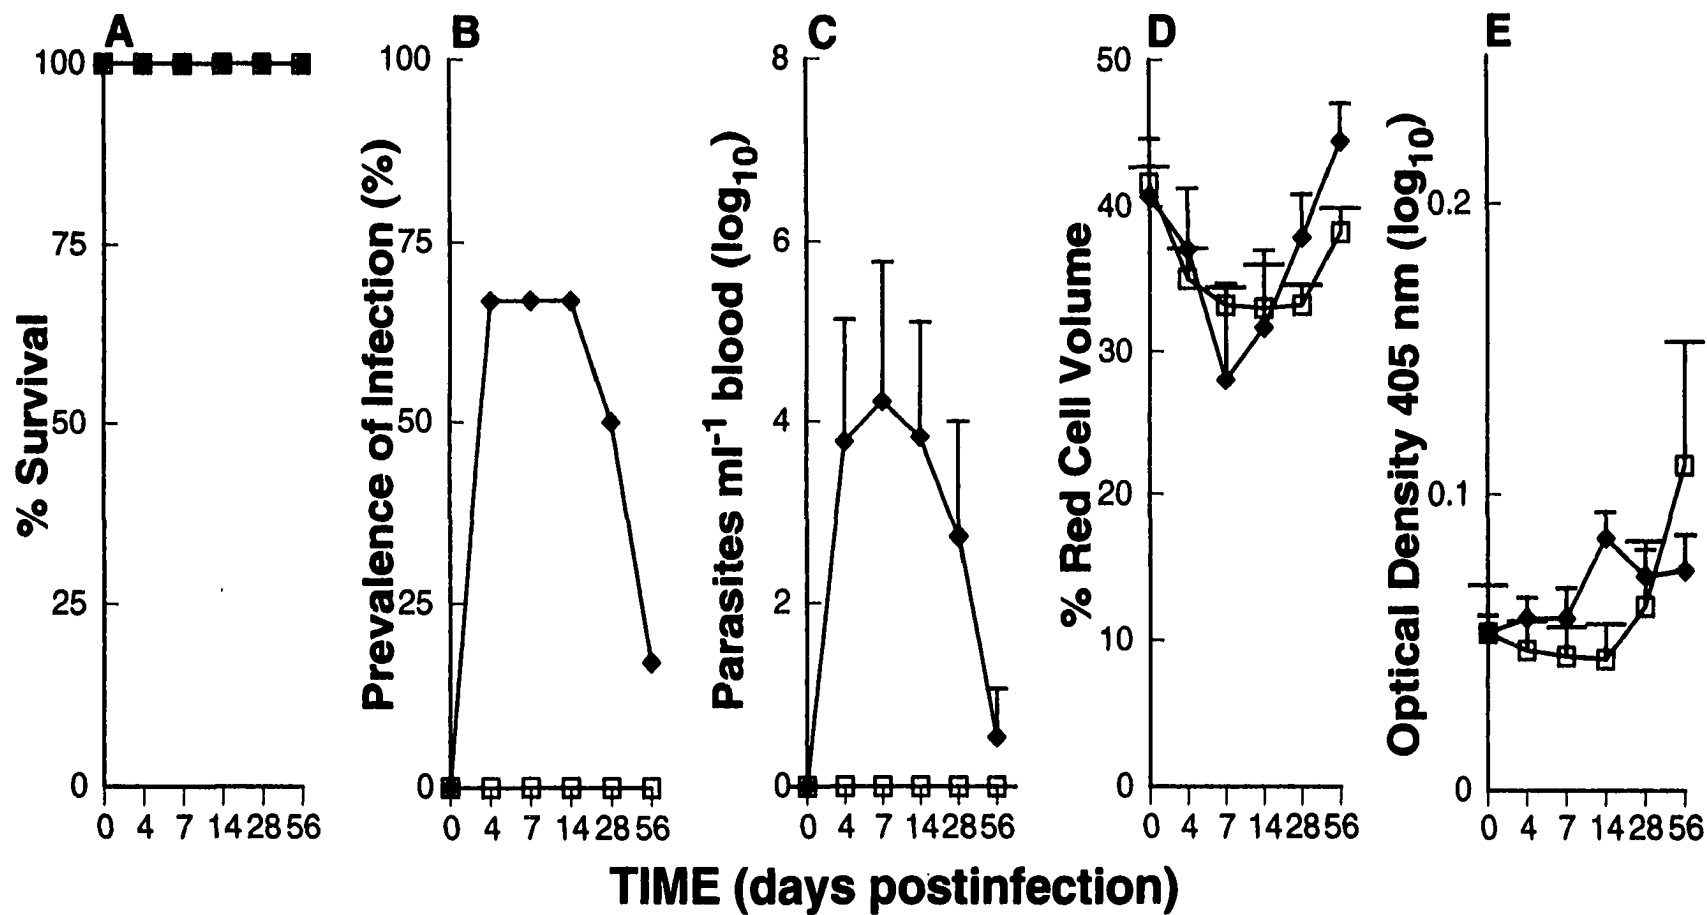 A
% Survival
100
75
50
25
0
0 4 7 14 28 56
B
Prevalence of Infection (%)
100
75
50
25
0
0 4 7 14 28 56
C
Parasites ml⁻¹ blood (log₁₀)
8
6
4
2
0
0 4 7 14 28 56
D
% Red Cell Volume
50
40
30
20
10
0
0 4 7 14 28 56
E
Optical Density 405 nm (log₁₀)
0.2
0.1
0
0 4 7 14 28 56
TIME (days postinfection)